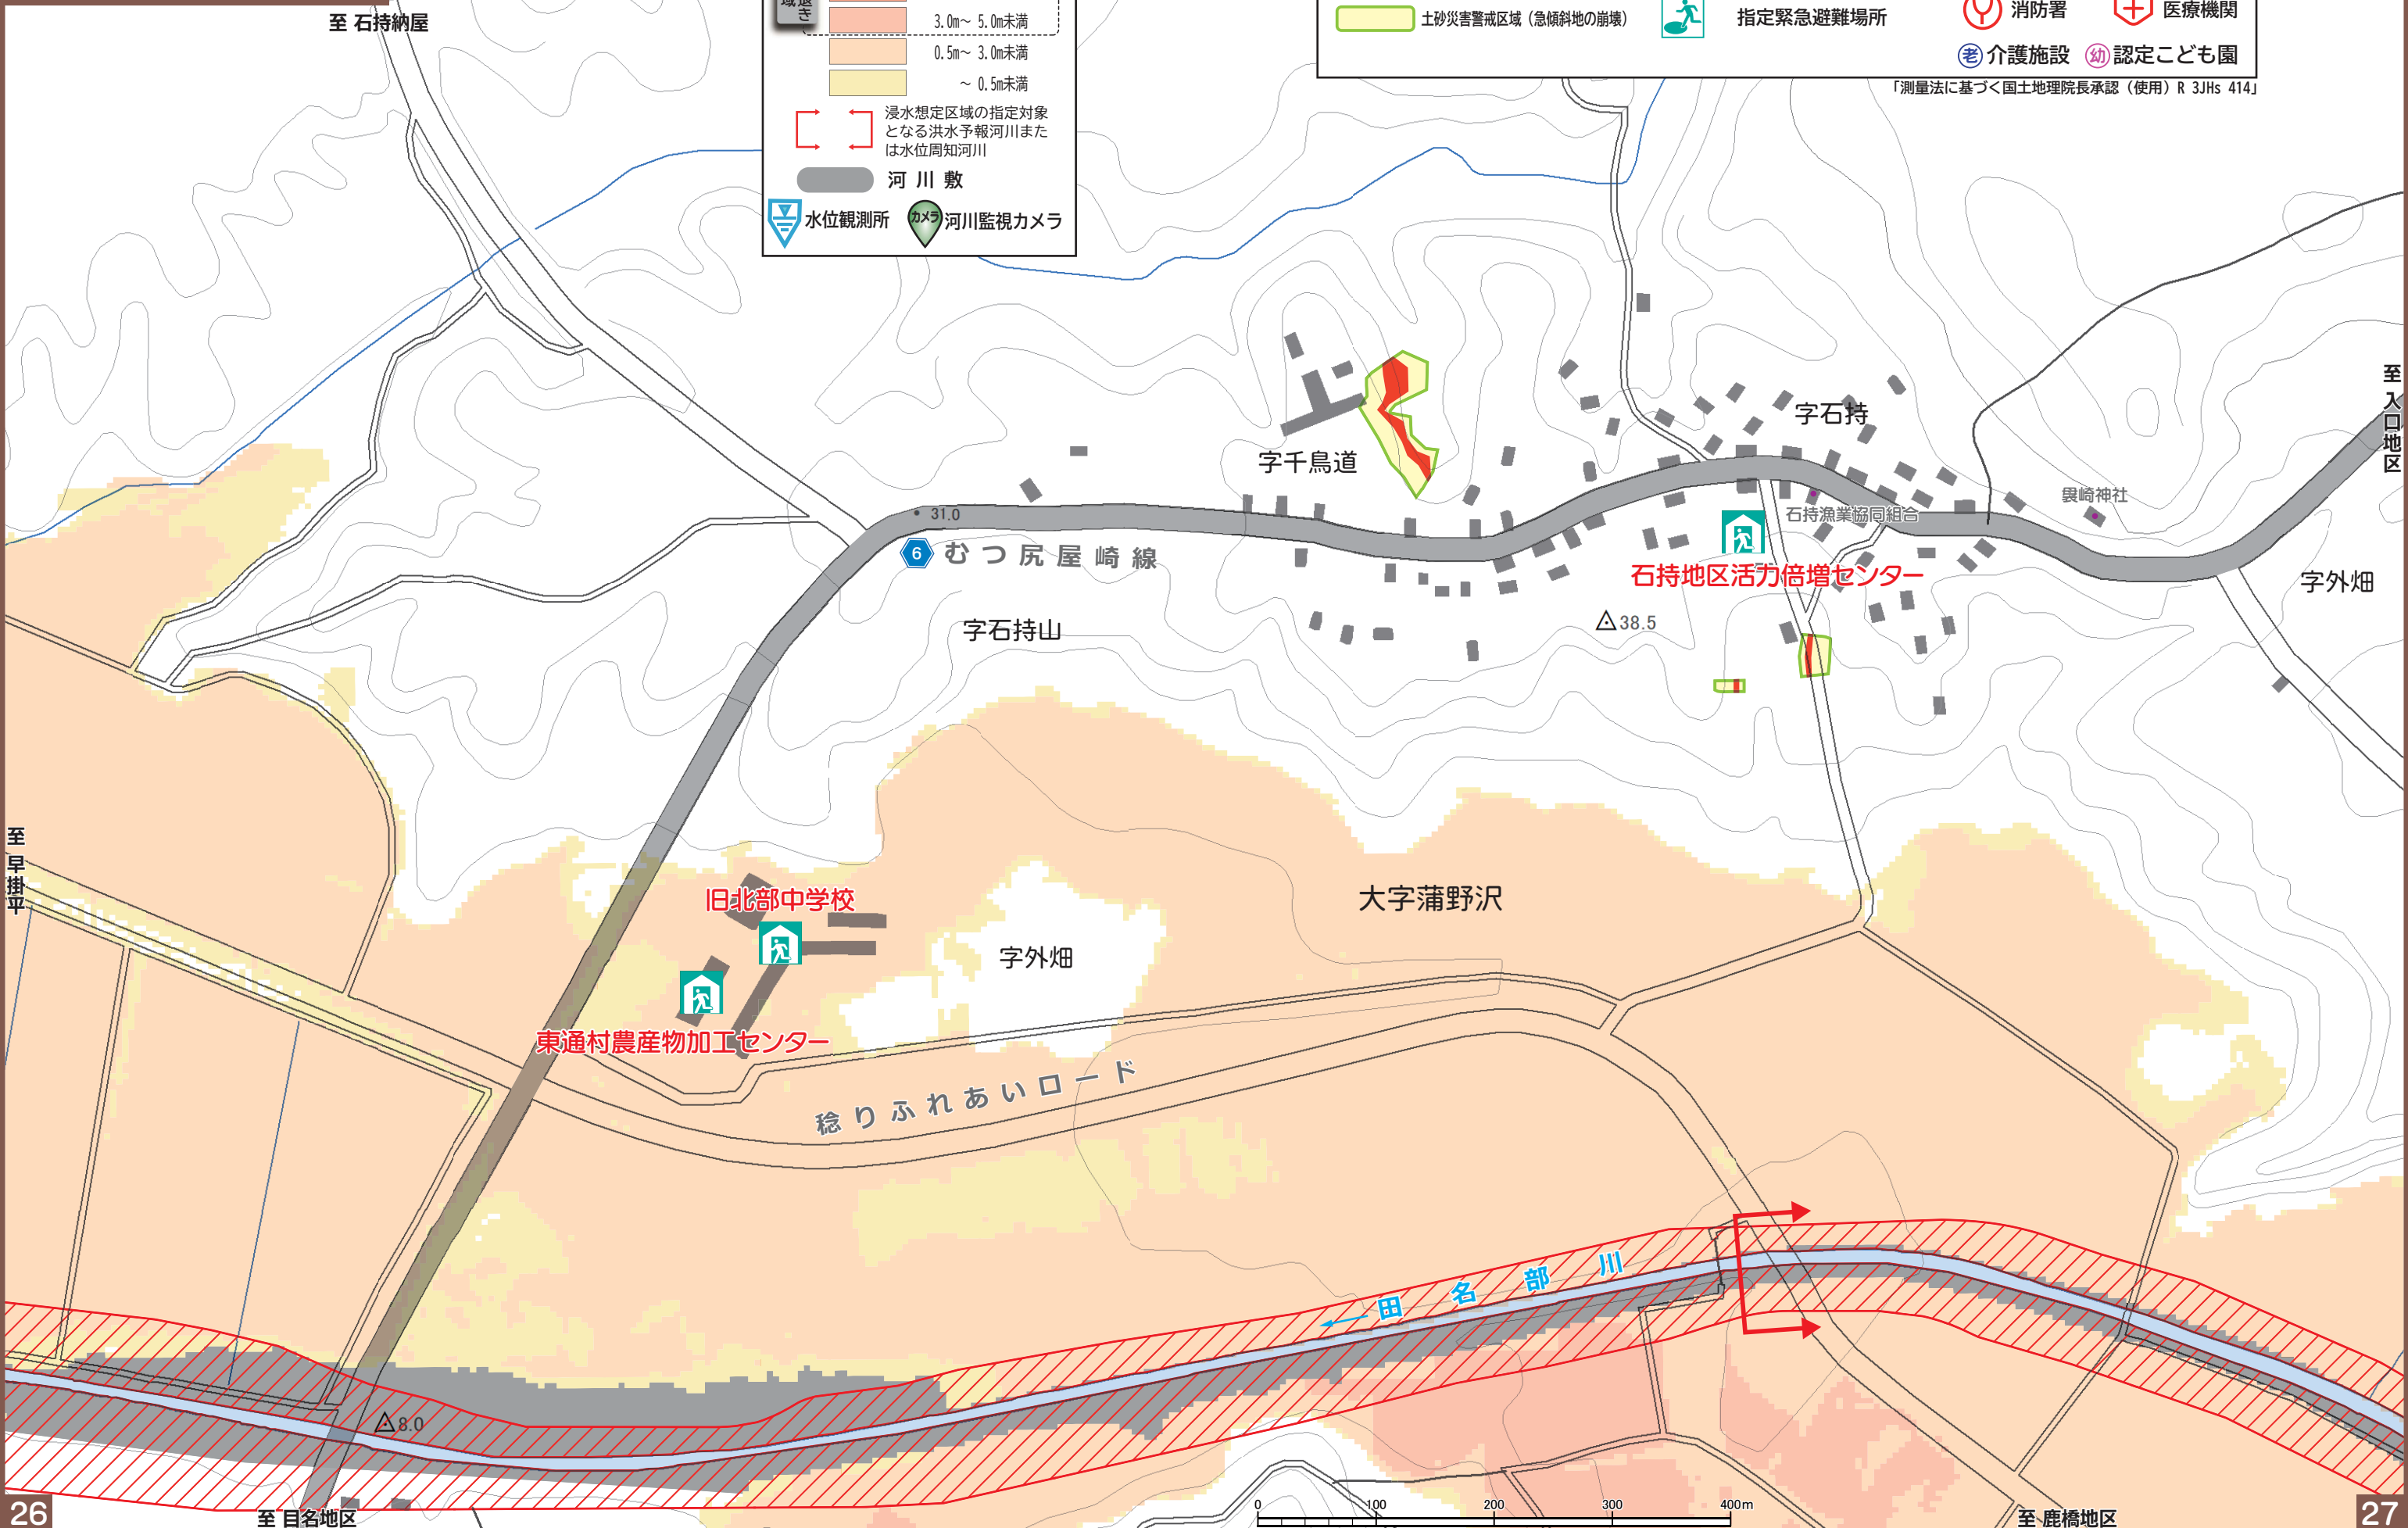 至 石持納屋
域
退き
3.0m～ 5.0m未満
0.5m～ 3.0m未満
～ 0.5m未満
浸水想定区域の指定対象
となる洪水予報河川また
は水位周知河川
河 川 敷
水位観測所
カメラ
河川監視カメラ
土砂災害警戒区域（急傾斜地の崩壊）
指定緊急避難場所
消防署
医療機関
老 介護施設
幼 認定こども園
「測量法に基づく国土地理院長承認（使用）R 3JHs 414」
至 入口地区
字石持
字千鳥道
石持漁業協同組合
31.0
6 むつ尻屋崎線
石持地区活力倍増センター
字外畑
字石持山
38.5
至 早掛平
旧北部中学校
大字蒲野沢
字外畑
東通村農産物加工センター
稔りふれあいロード
田名部川
8.0
26
至 目名地区
0 100 200 300 400m
至 鹿橋地区
27